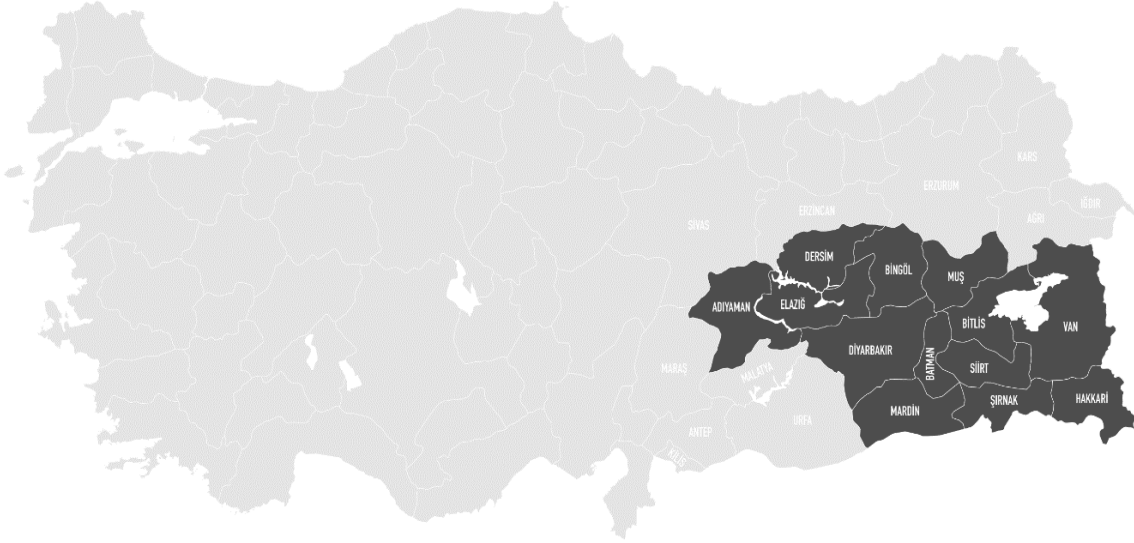 KARS
ERZURUM
IĞDIR
AĞRI
ERZİNCAN
SİVAS
DERSİM
BİNGÖL
MUŞ
ADIYAMAN
ELAZIĞ
BİTLİS
VAN
DİYARBAKIR
BATMAN
SİİRT
MARAŞ
MALATYA
HAKKARİ
ŞIRNAK
MARDİN
URFA
ANTEP
KİLİS